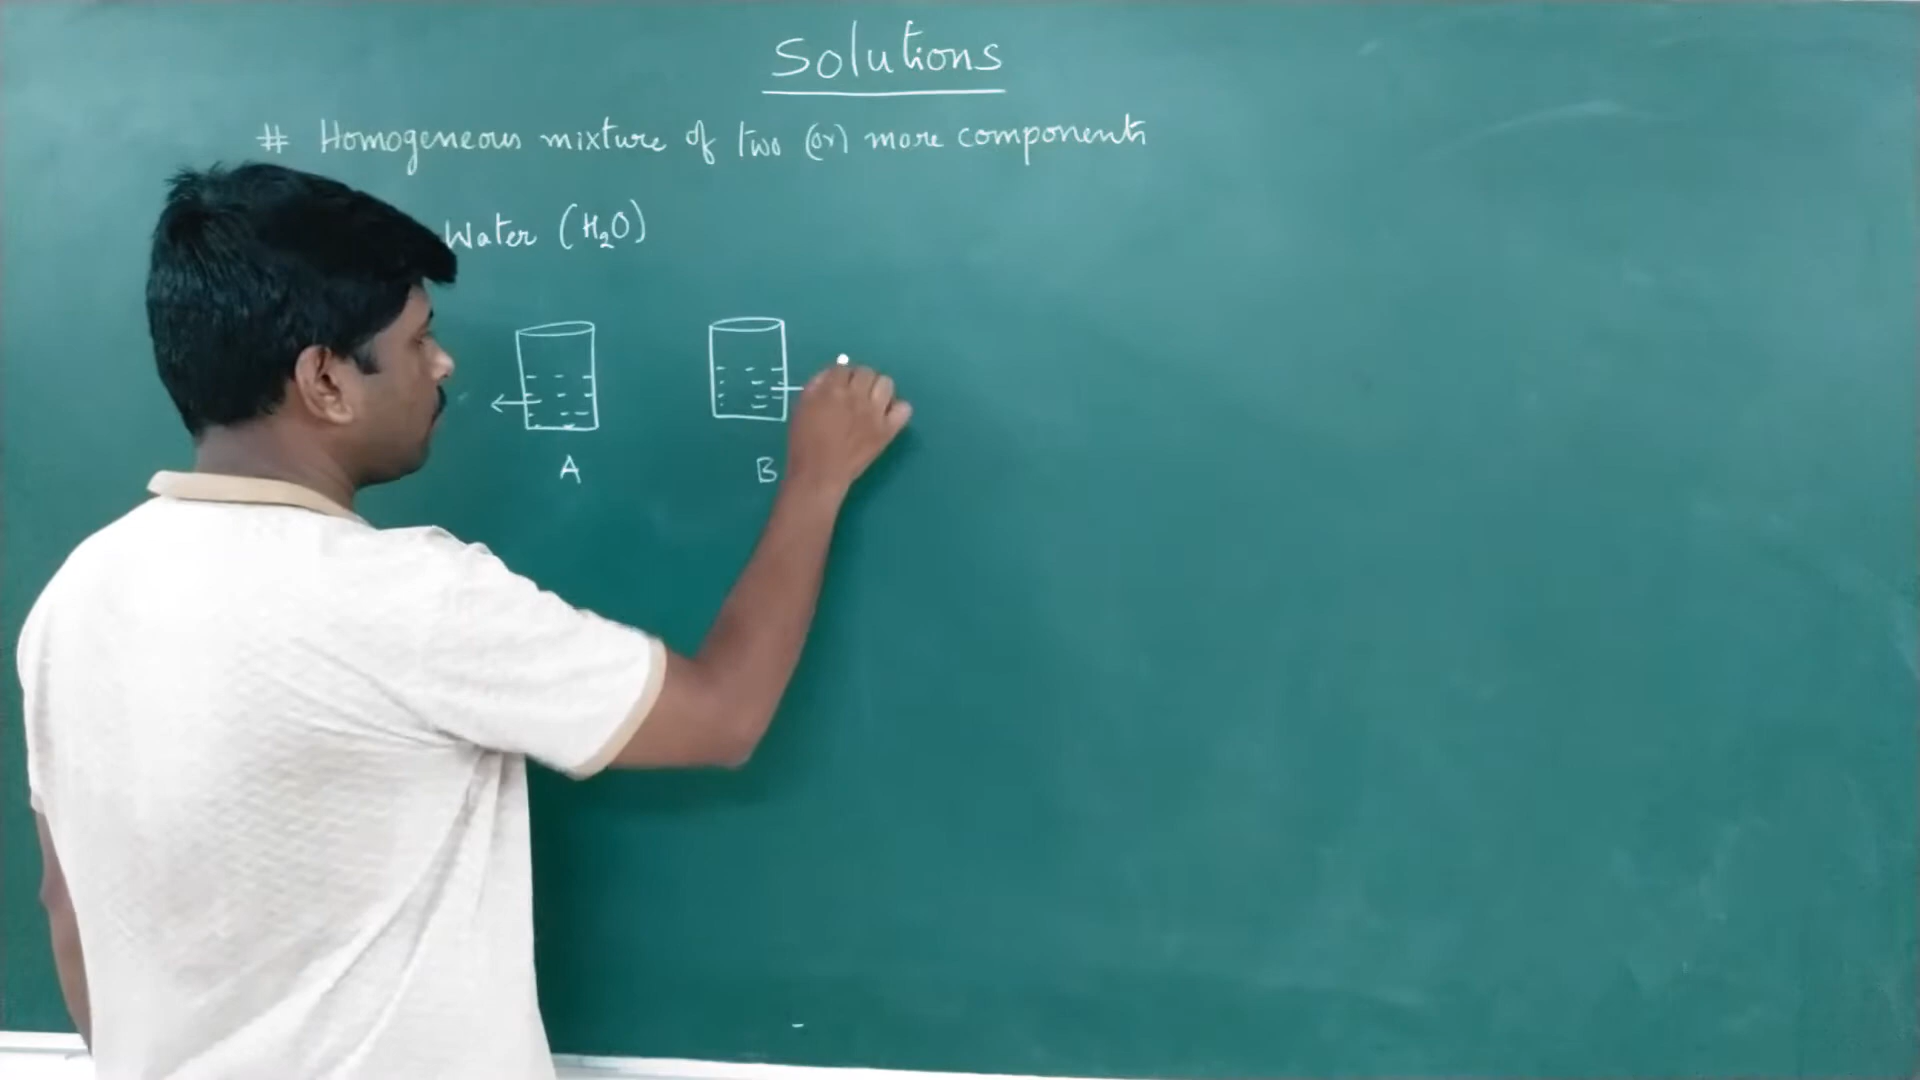 Solutions
# Homogeneous mixture of two (or) more components
Water (H₂O)
A B